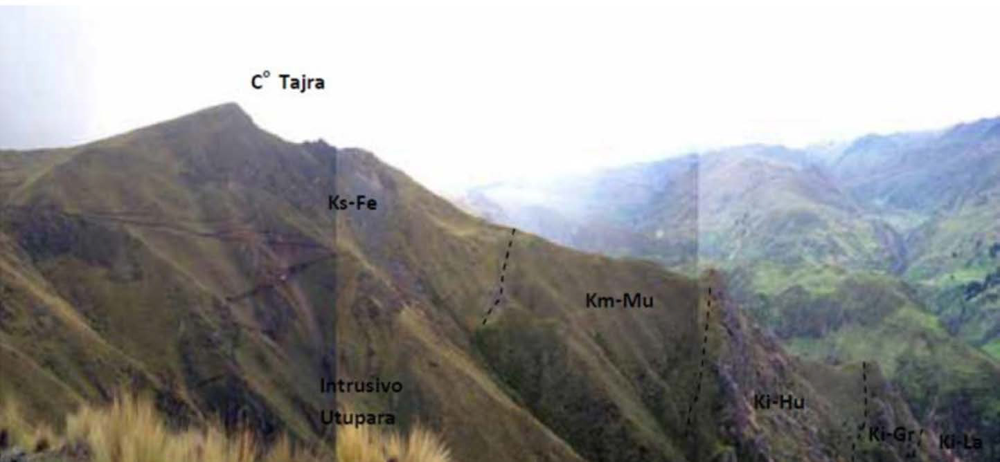 C° Tajra
Ks-Fe
Km-Mu
Intrusivo
Utupara
Ki-Hu
Ki-Gr
Ki-La